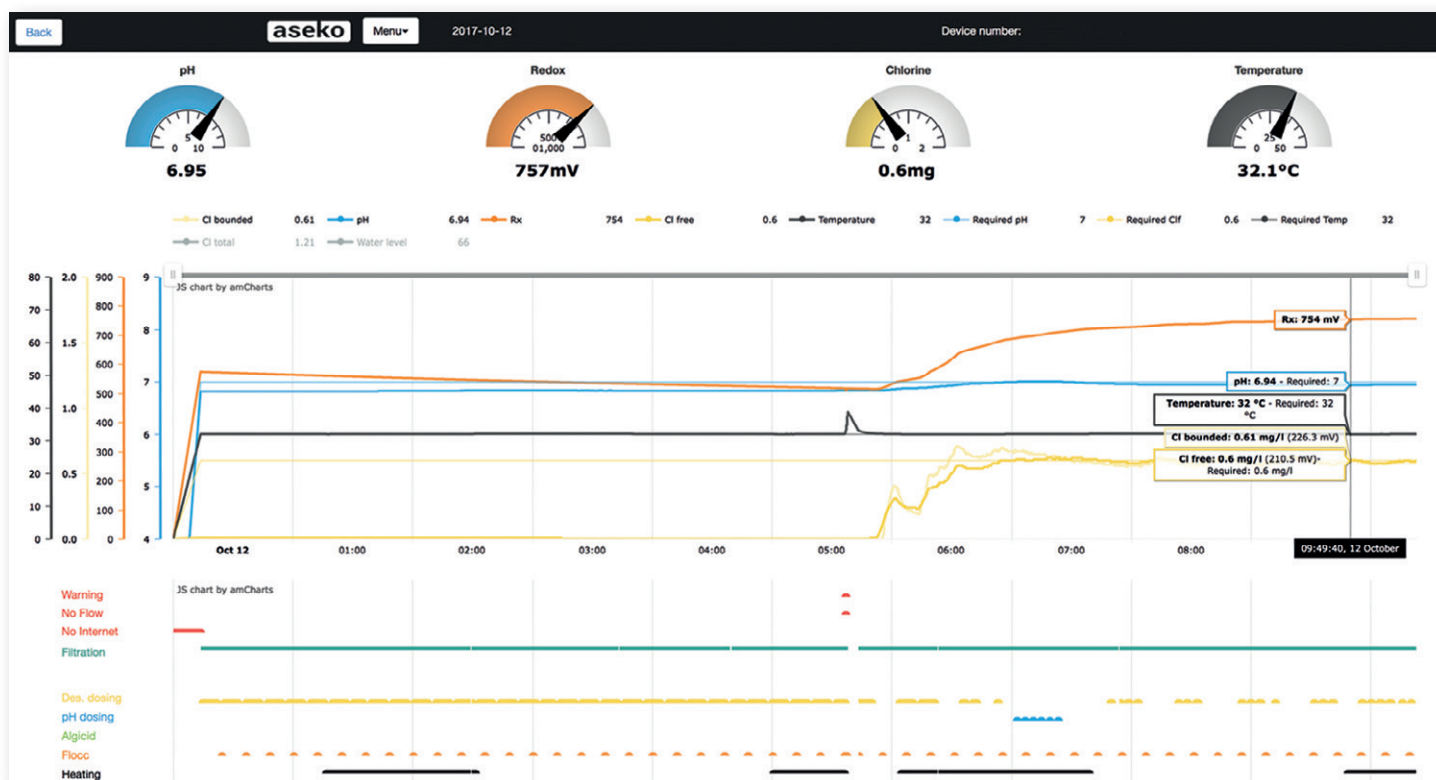 Back aseko Menu 2017-10-12 Device number:
pH Redox Chlorine Temperature
5 500 1 25
0 10 01,000 0 2 0 50
6.95 757mV 0.6mg 32.1°C
Cl bounded 0.61 pH 6.94 Rx 754 Cl free 0.6 Temperature 32 Required pH 7 Required Clf 0.6 Required Temp 32
Cl total 1.21 Water level 66
80 2.0 900 9
JS chart by amCharts
70 800
60 1.5 700 8
Rx: 754 mV
50 600 7
pH: 6.94 - Required: 7
40 1.0 500
Temperature: 32 °C - Required: 32
°C
400
30 6
Cl bounded: 0.61 mg/l (226.3 mV)
300
Cl free: 0.6 mg/l (210.5 mV)-
Required: 0.6 mg/l
20 0.5 200 5
10 100
0 0.0 0 4
Oct 12 01:00 02:00 03:00 04:00 05:00 06:00 07:00 08:00 09:49:40, 12 October
JS chart by amCharts
Warning
No Flow
No Internet
Filtration
Des. dosing
pH dosing
Algicid
Flocc
Heating